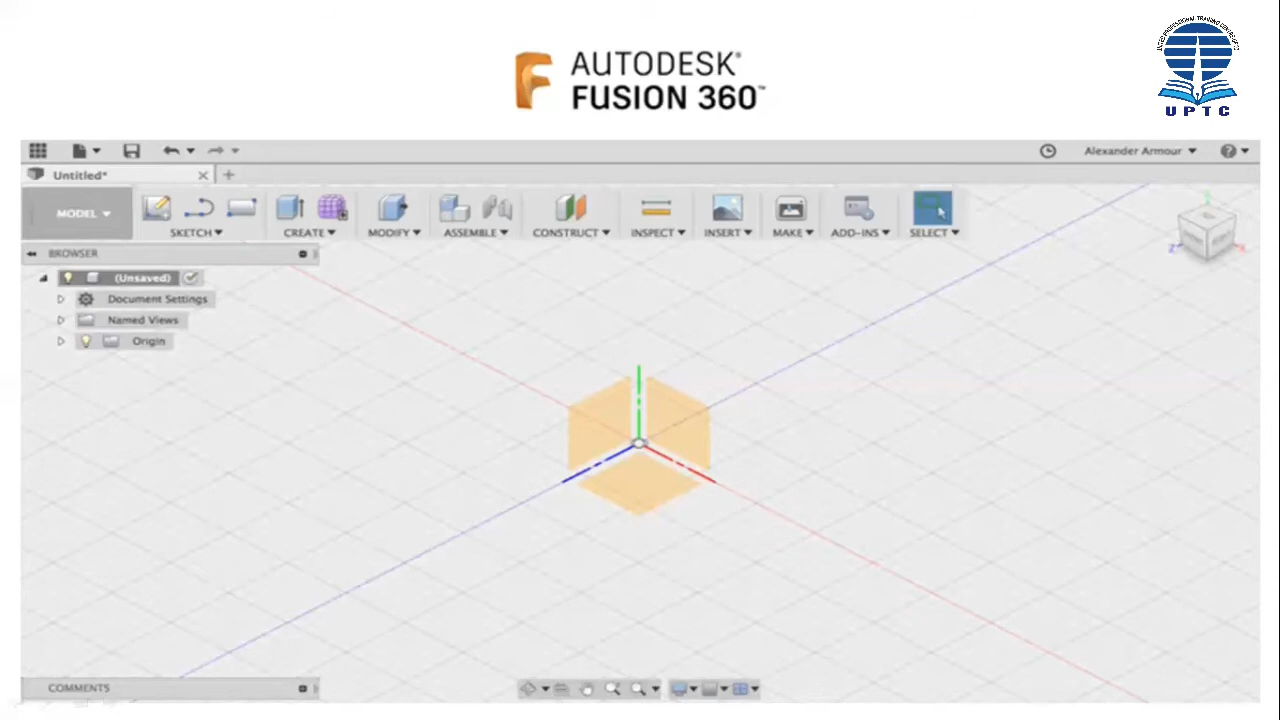 AUTODESK®
FUSION 360™
UPTC
Alexander Armour
Untitled*
MODEL
SKETCH
CREATE
MODIFY
ASSEMBLE
CONSTRUCT
INSPECT
INSERT
MAKE
ADD-INS
SELECT
BROWSER
(Unsaved)
Document Settings
Named Views
Origin
Z
X
COMMENTS